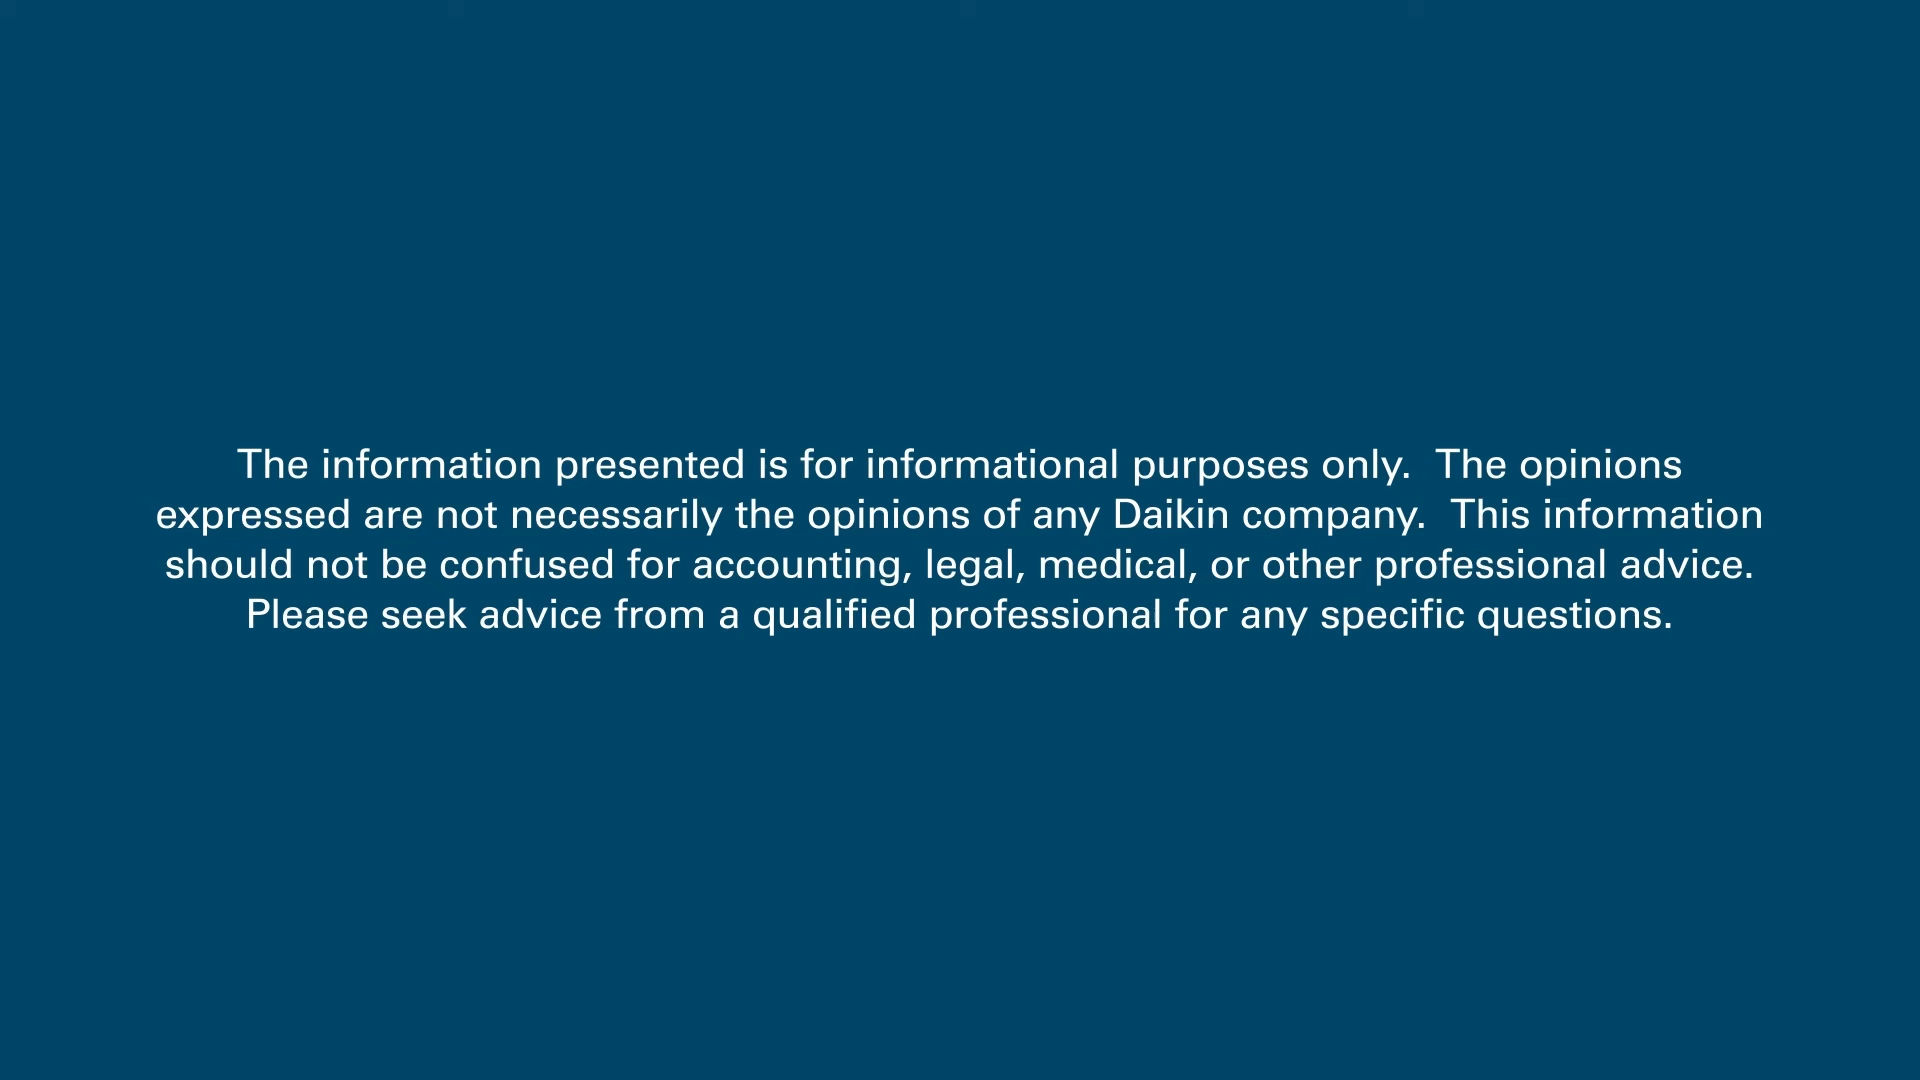 The information presented is for informational purposes only.  The opinions
expressed are not necessarily the opinions of any Daikin company.  This information
should not be confused for accounting, legal, medical, or other professional advice.
Please seek advice from a qualified professional for any specific questions.